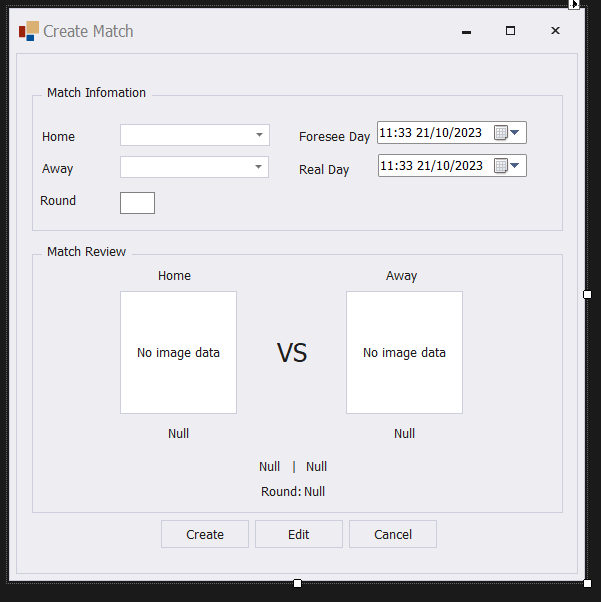 Create Match
Match Infomation
Home
Foresee Day 11:33 21/10/2023
Away
Real Day 11:33 21/10/2023
Round
Match Review
Home Away
No image data VS No image data
Null Null
Null | Null
Round: Null
Create Edit Cancel